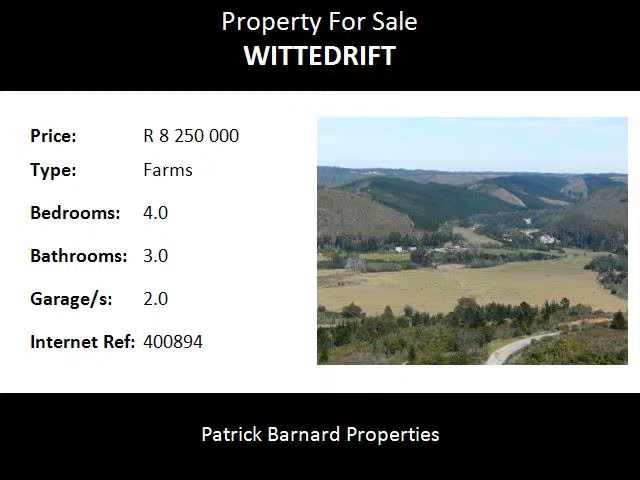 Property For Sale
WITTEDRIFT
Price: R 8 250 000
Type: Farms
Bedrooms: 4.0
Bathrooms: 3.0
Garage/s: 2.0
Internet Ref: 400894
Patrick Barnard Properties